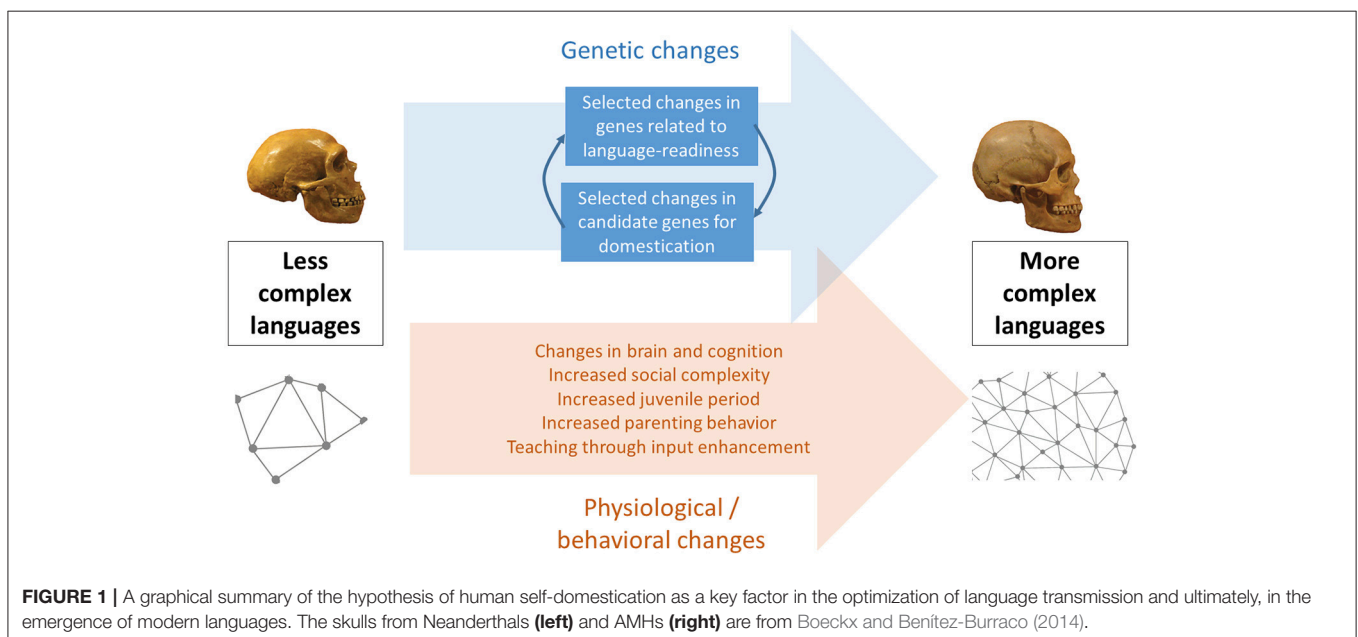 Genetic changes
Selected changes in
genes related to
language-readiness
Selected changes in
candidate genes for
domestication
Less
complex
languages
More
complex
languages
Changes in brain and cognition
Increased social complexity
Increased juvenile period
Increased parenting behavior
Teaching through input enhancement
Physiological /
behavioral changes
FIGURE 1 | A graphical summary of the hypothesis of human self-domestication as a key factor in the optimization of language transmission and ultimately, in the
emergence of modern languages. The skulls from Neanderthals (left) and AMHs (right) are from Boeckx and Benítez-Burraco (2014).